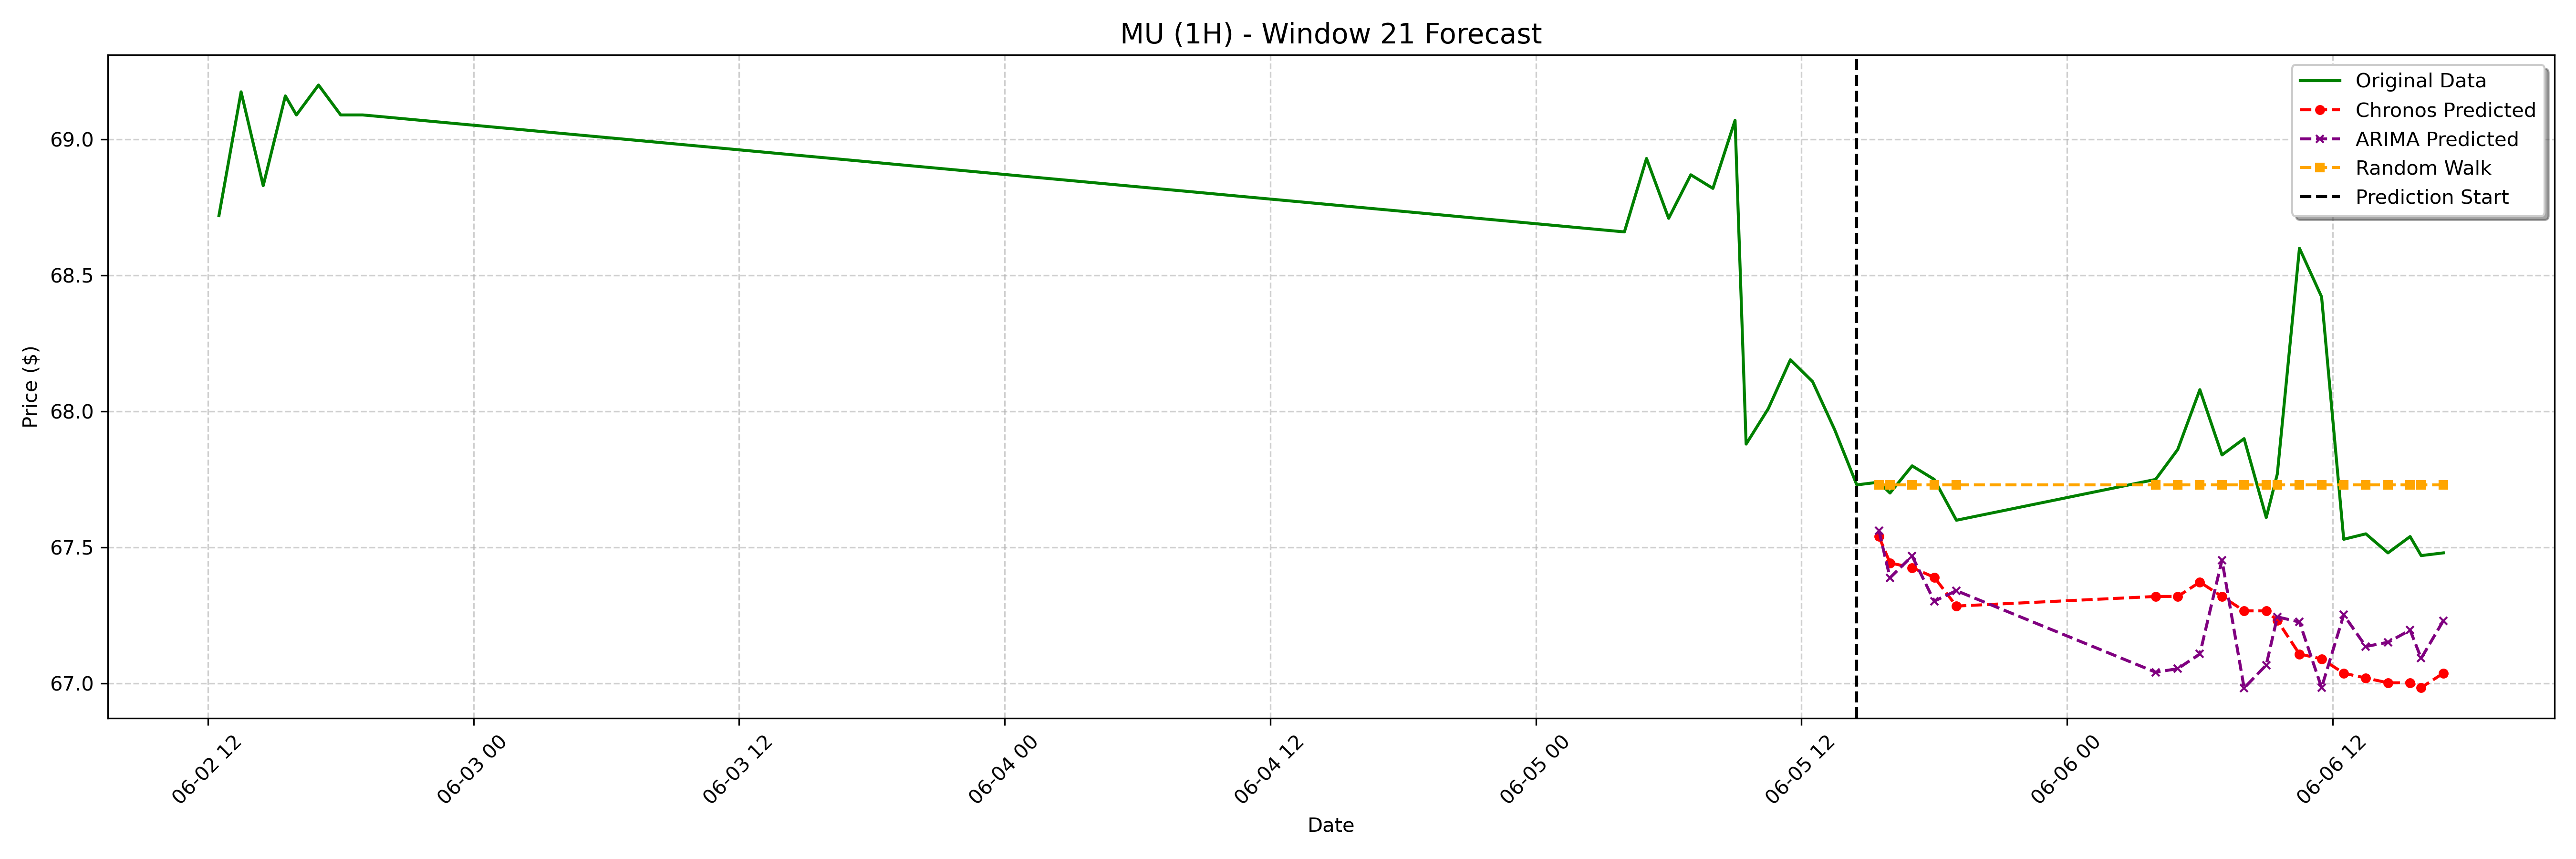 MU (1H) - Window 21 Forecast
Original Data
Chronos Predicted
ARIMA Predicted
Random Walk
Prediction Start
Price ($)
69.0
68.5
68.0
67.5
67.0
06-02 12
06-03 00
06-03 12
06-04 00
06-04 12
06-05 00
06-05 12
06-06 00
06-06 12
Date